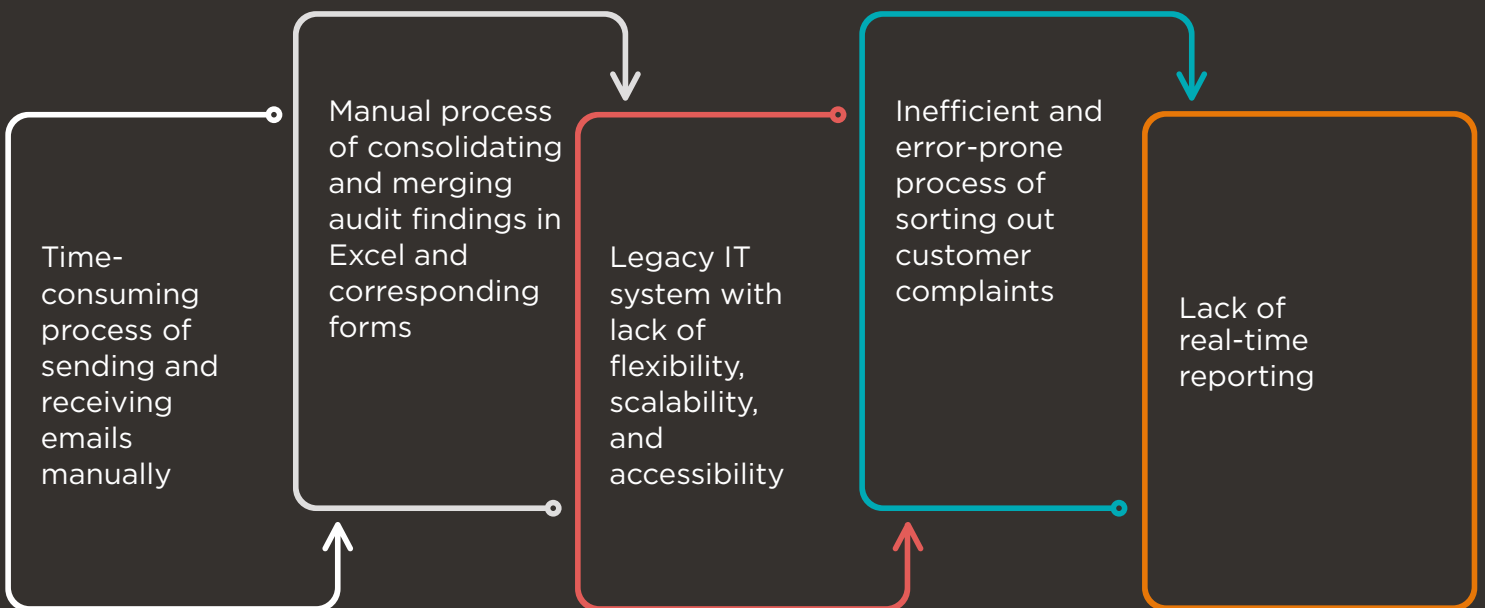 Time-
consuming
process of
sending and
receiving
emails
manually
Manual process
of consolidating
and merging
audit findings in
Excel and
corresponding
forms
Legacy IT
system with
lack of
flexibility,
scalability,
and
accessibility
Inefficient and
error-prone
process of
sorting out
customer
complaints
Lack of
real-time
reporting